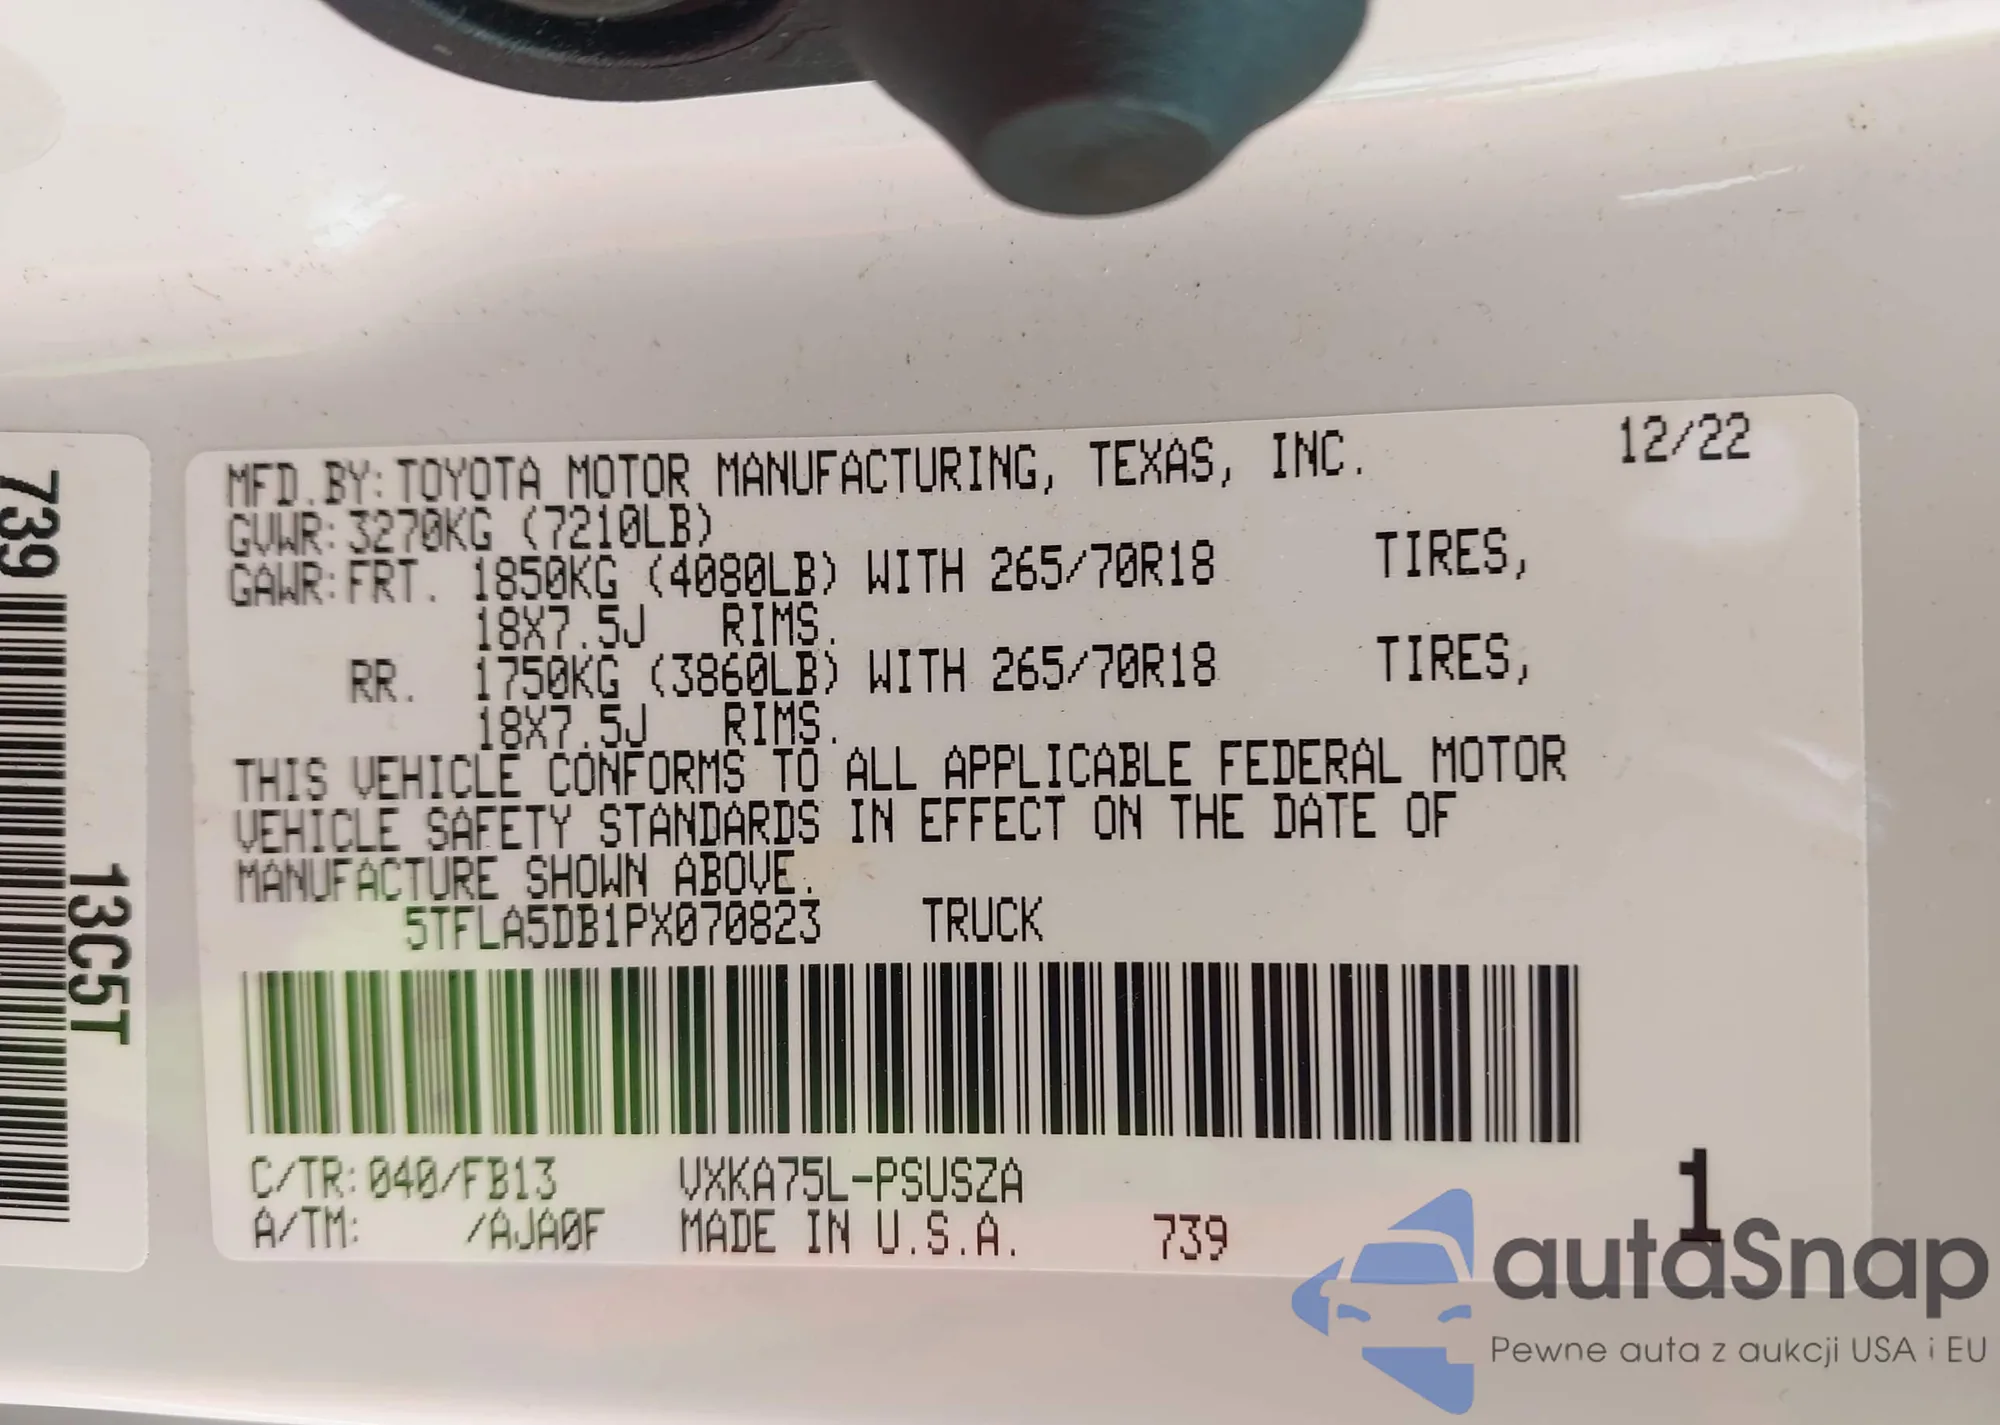 MFD.BY:TOYOTA MOTOR MANUFACTURING, TEXAS, INC. 12/22
GVWR:3270KG (7210LB)
GAWR:FRT. 1850KG (4080LB) WITH 265/70R18 TIRES,
18X7.5J RIMS.
RR. 1750KG (3860LB) WITH 265/70R18 TIRES,
18X7.5J RIMS.
THIS VEHICLE CONFORMS TO ALL APPLICABLE FEDERAL MOTOR
VEHICLE SAFETY STANDARDS IN EFFECT ON THE DATE OF
MANUFACTURE SHOWN ABOVE.
5TFLA5DB1PX070823 TRUCK
C/TR:040/FB13 VXKA75L-PSUSZA
A/TM: /AJA0F MADE IN U.S.A. 739
1
739
13C5T
autaSnap
Pewne auta z aukcji USA i EU